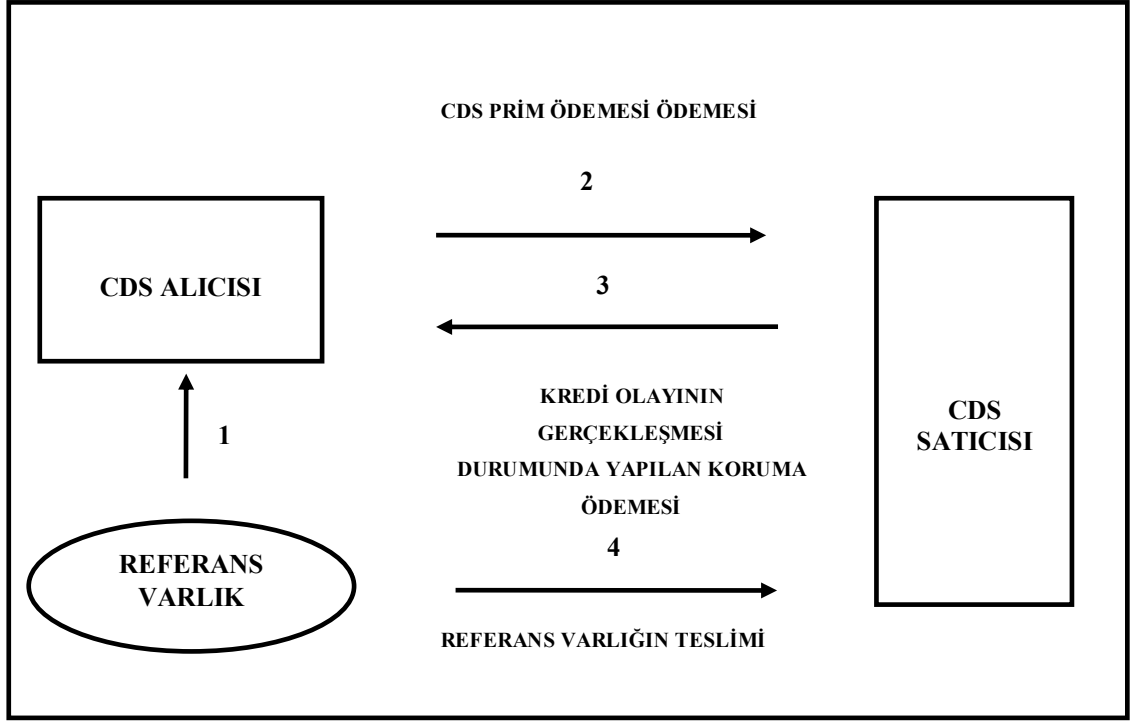 CDS PRİM ÖDEMESİ ÖDEMESİ
2
CDS ALICISI
3
KREDİ OLAYININ
GERÇEKLEŞMESİ
DURUMUNDA YAPILAN KORUMA
ÖDEMESİ
CDS
SATICISI
1
4
REFERANS
VARLIK
REFERANS VARLIĞIN TESLİMİ